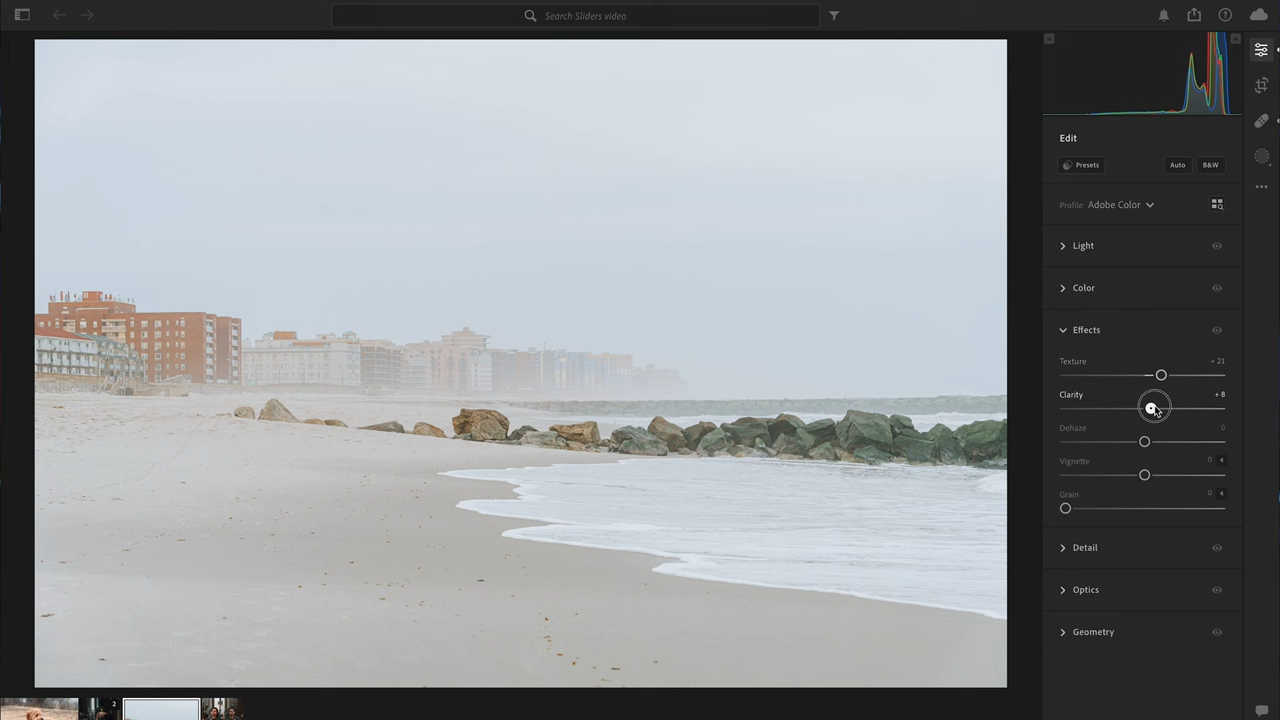 Search Sliders video
Edit
Presets
Auto
B&W
Profile Adobe Color
Light
Color
Effects
Texture + 21
Clarity + 8
Dehaze 0
Vignette 0
Grain 0
Detail
Optics
Geometry
2